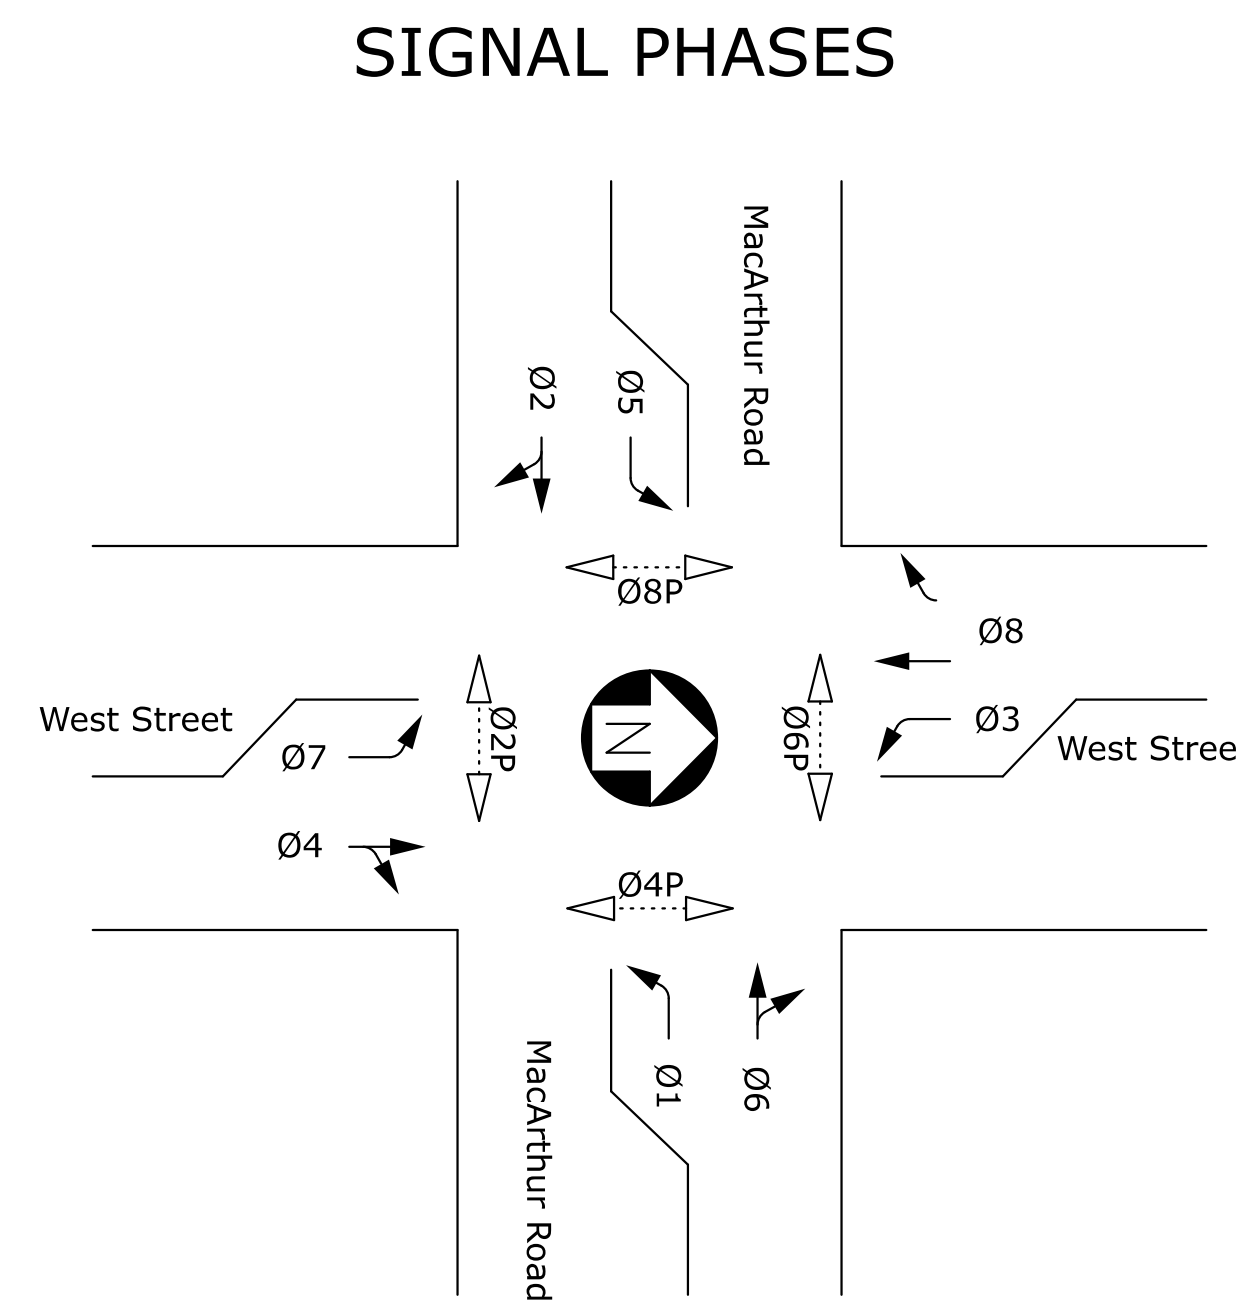 SIGNAL PHASES
MacArthur Road
Ø2
Ø5
Ø8P
Ø8
West Street
Ø7
Ø2P
N
Ø6P
Ø3
West Stree
Ø4
Ø4P
MacArthur Road
Ø1
Ø6